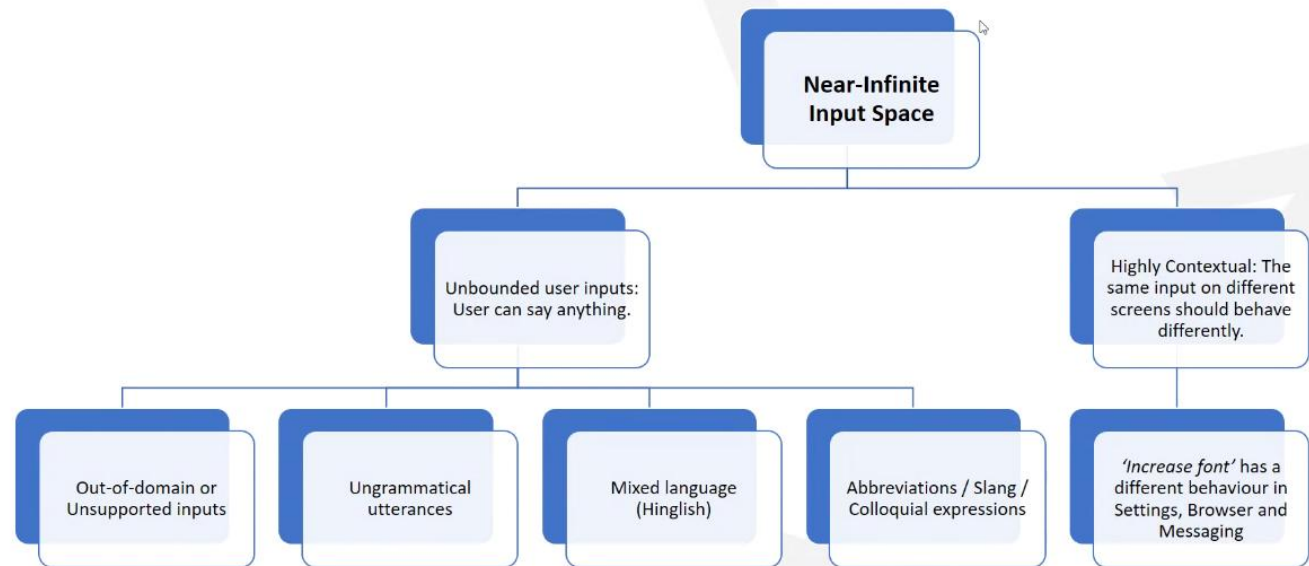 Near-Infinite
Input Space
Unbounded user inputs:
User can say anything.
Highly Contextual: The
same input on different
screens should behave
differently.
Out-of-domain or
Unsupported inputs
Ungrammatical
utterances
Mixed language
(Hinglish)
Abbreviations / Slang /
Colloquial expressions
‘Increase font’ has a
different behaviour in
Settings, Browser and
Messaging